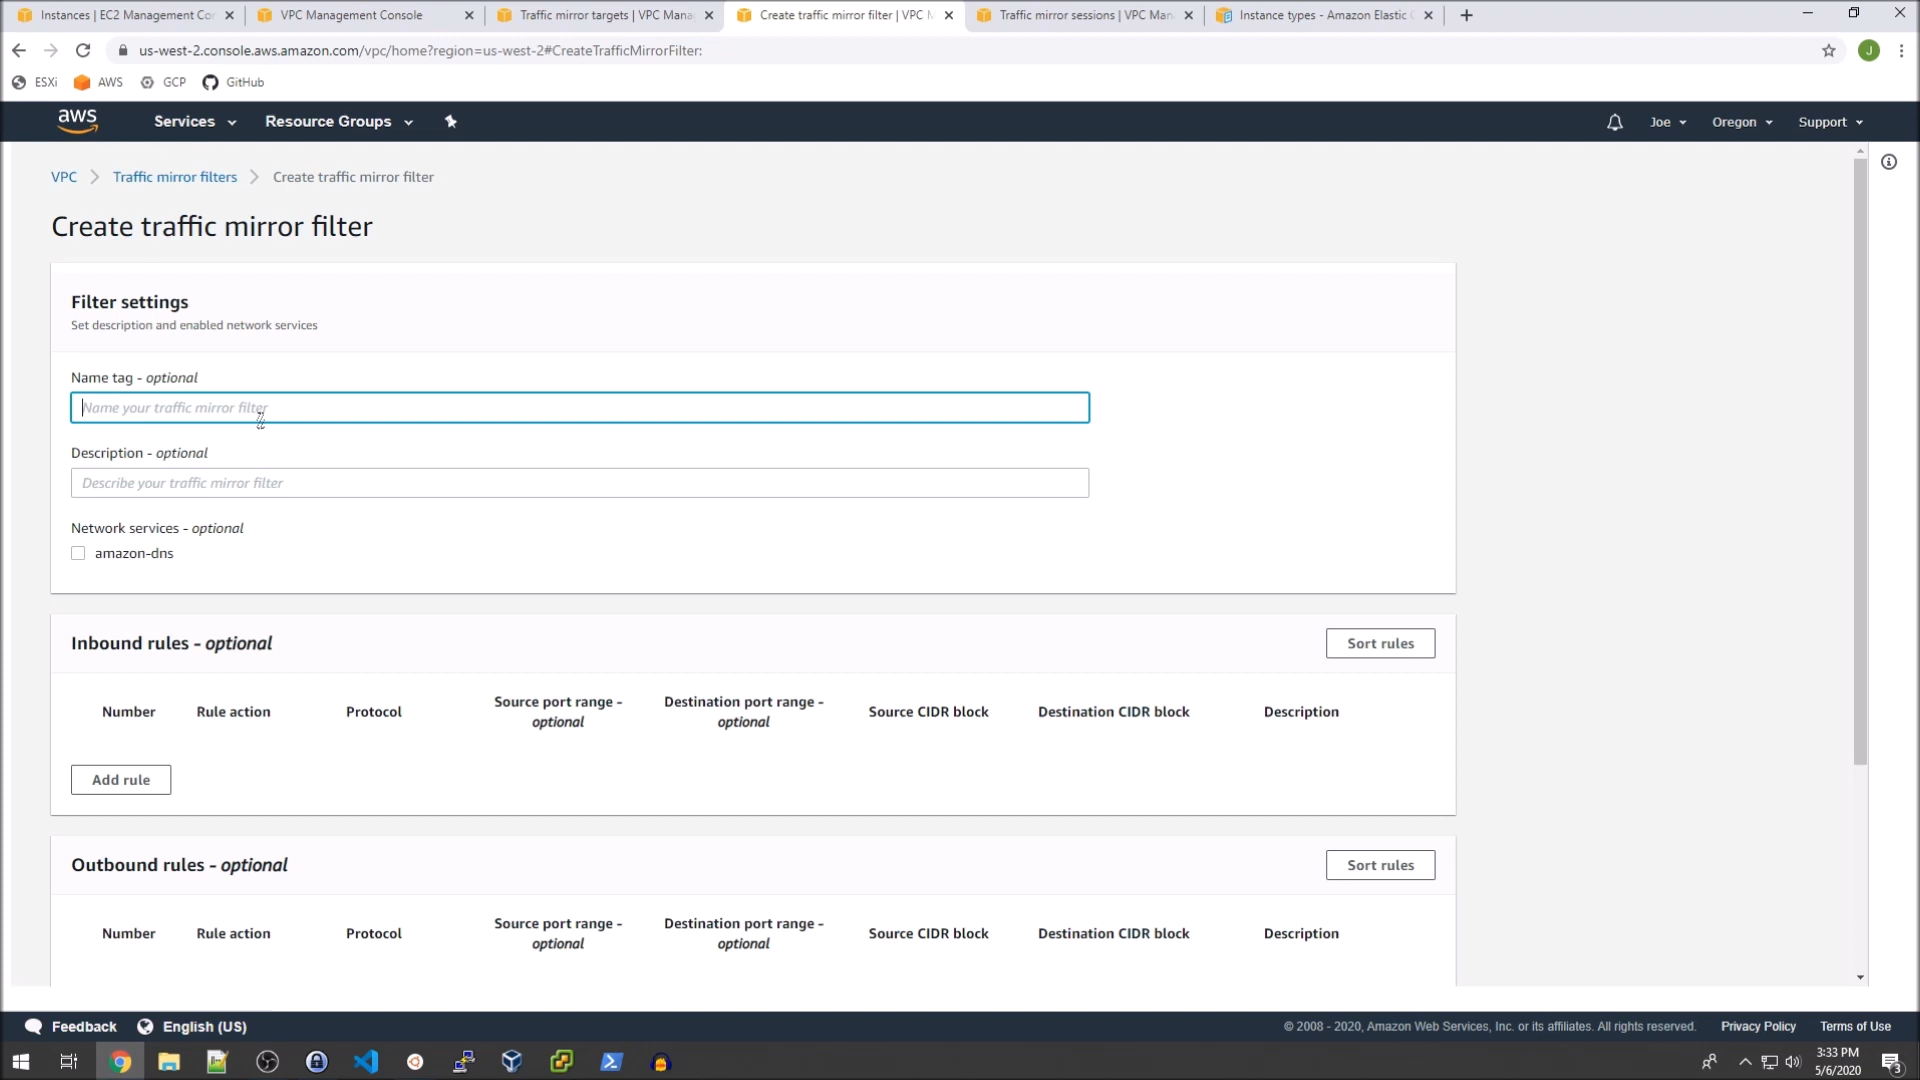 Instances | EC2 Management Co
VPC Management Console
Traffic mirror targets | VPC Mana
Create traffic mirror filter | VPC M
Traffic mirror sessions | VPC Man
Instance types - Amazon Elastic C
us-west-2.console.aws.amazon.com/vpc/home?region=us-west-2#CreateTrafficMirrorFilter:
J
ESXi
AWS
GCP
GitHub
aws
Services
Resource Groups
Joe
Oregon
Support
VPC
Traffic mirror filters
Create traffic mirror filter
Create traffic mirror filter
Filter settings
Set description and enabled network services
Name tag - optional
Name your traffic mirror filter
Description - optional
Describe your traffic mirror filter
Network services - optional
amazon-dns
Inbound rules - optional
Sort rules
Number
Rule action
Protocol
Source port range - optional
Destination port range - optional
Source CIDR block
Destination CIDR block
Description
Add rule
Outbound rules - optional
Sort rules
Number
Rule action
Protocol
Source port range - optional
Destination port range - optional
Source CIDR block
Destination CIDR block
Description
Feedback
English (US)
© 2008 - 2020, Amazon Web Services, Inc. or its affiliates. All rights reserved.
Privacy Policy
Terms of Use
3:33 PM
5/6/2020
3